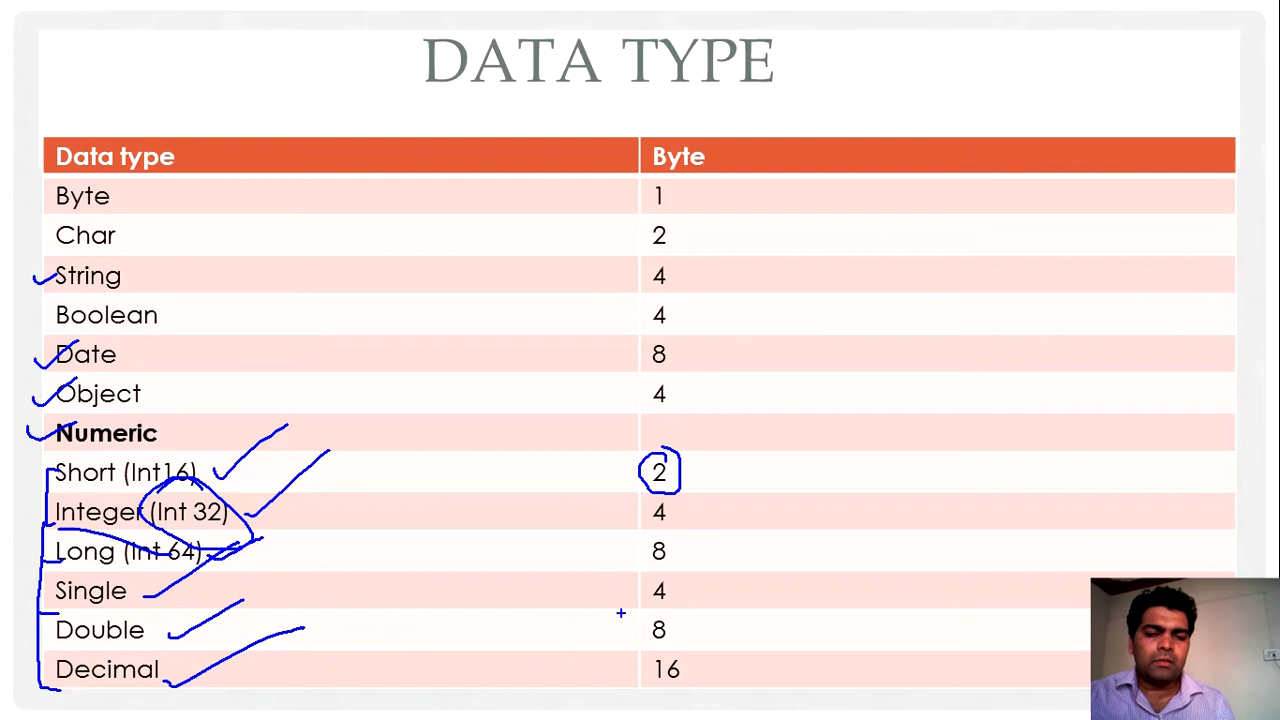 DATA TYPE
Data type Byte
Byte 1
Char 2
String 4
Boolean 4
Date 8
Object 4
Numeric
Short (Int16) 2
Integer (Int 32) 4
Long (Int 64) 8
Single 4
Double 8
Decimal 16